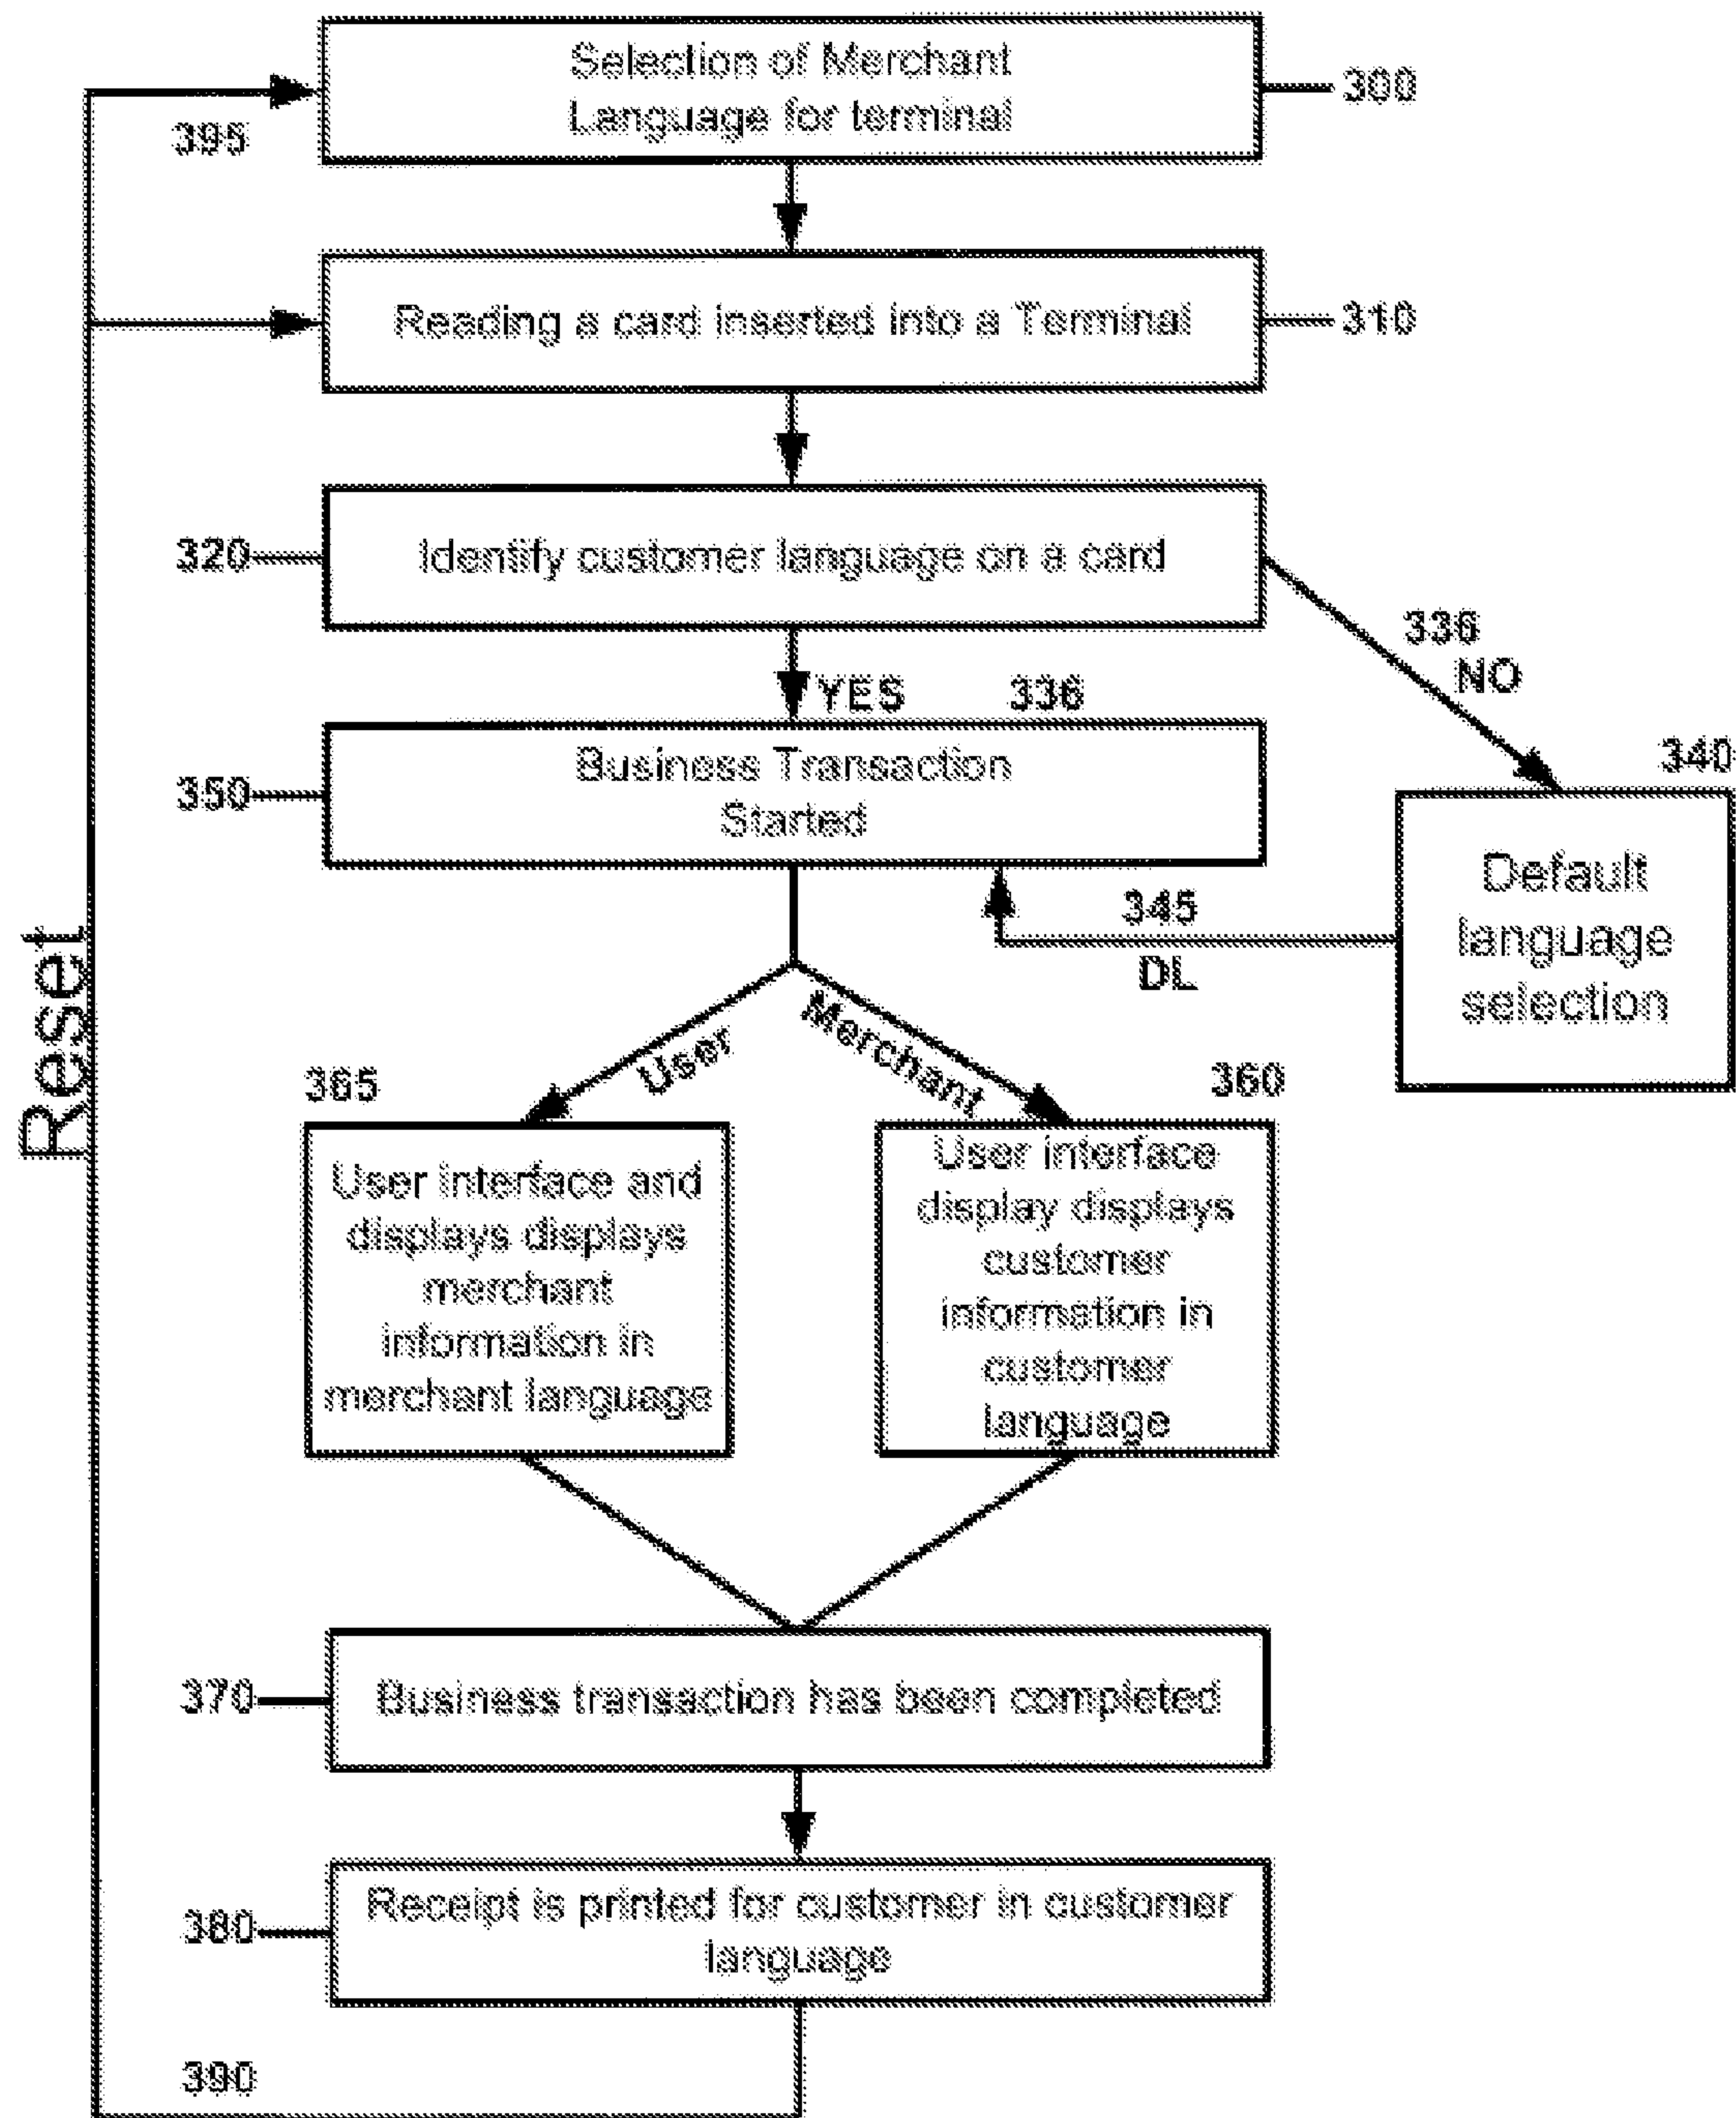 Selection of Merchant
Language for terminal
300
395
Reading a card inserted into a Terminal
310
320
Identify customer language on a card
336
NO
YES
336
350
Business Transaction
Started
340
Default
language
selection
345
DL
Reset
User
Merchant
365
User interface and
displays displays
merchant
information in
merchant language
360
User interface
display displays
customer
information in
customer
language
370
Business transaction has been completed
380
Receipt is printed for customer in customer
language
390